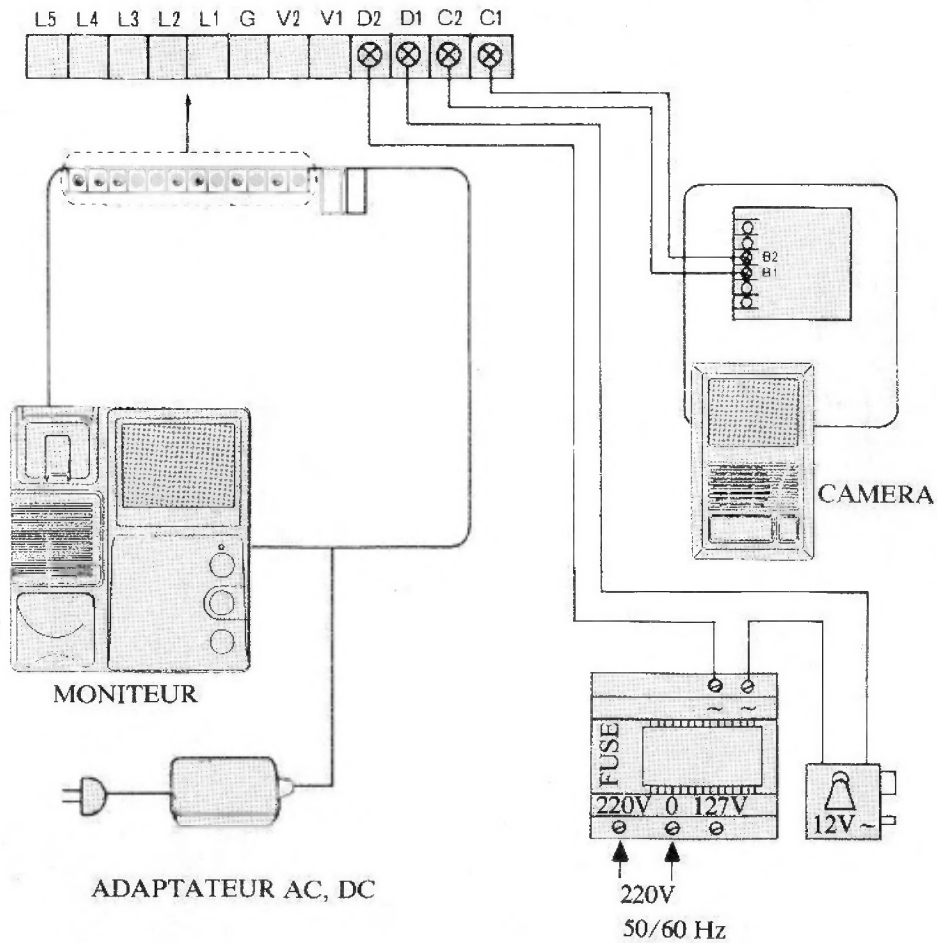 L5 L4 L3 L2 L1 G V2 V1 D2 D1 C2 C1
B2
B1
CAMERA
MONITEUR
~ ~
FUSE
220V 0 127V
12V ~
ADAPTATEUR AC, DC
220V
50/60 Hz